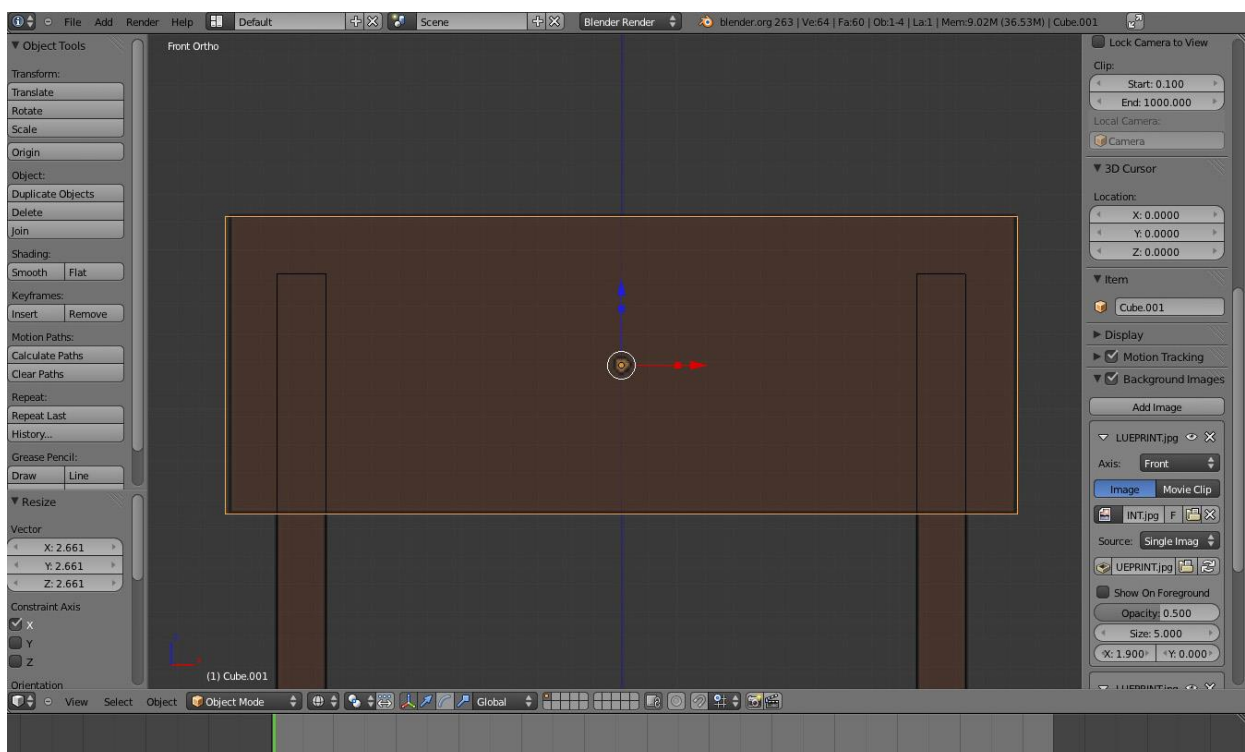 File Add Render Help Default Scene Blender Render blender.org 263 | Ve:64 | Fa:60 | Ob:1-4 | La:1 | Mem:9.02M (36.53M) | Cube.001
Object Tools
Transform:
Translate
Rotate
Scale
Origin
Object:
Duplicate Objects
Delete
Join
Shading:
Smooth Flat
Keyframes:
Insert Remove
Motion Paths:
Calculate Paths
Clear Paths
Repeat:
Repeat Last
History...
Grease Pencil:
Draw Line
Resize
Vector
X: 2.661
Y: 2.661
Z: 2.661
Constraint Axis
X
Y
Z
Orientation
Front Ortho
(1) Cube.001
Lock Camera to View
Clip:
Start: 0.100
End: 1000.000
Local Camera:
Camera
3D Cursor
Location:
X: 0.0000
Y: 0.0000
Z: 0.0000
Item
Cube.001
Display
Motion Tracking
Background Images
Add Image
LUEPRINT.jpg
Axis: Front
Image Movie Clip
INT.jpg F
Source: Single Imag
UEPRINT.jpg
Show On Foreground
Opacity: 0.500
Size: 5.000
X: 1.900 Y: 0.000
View Select Object Object Mode Global